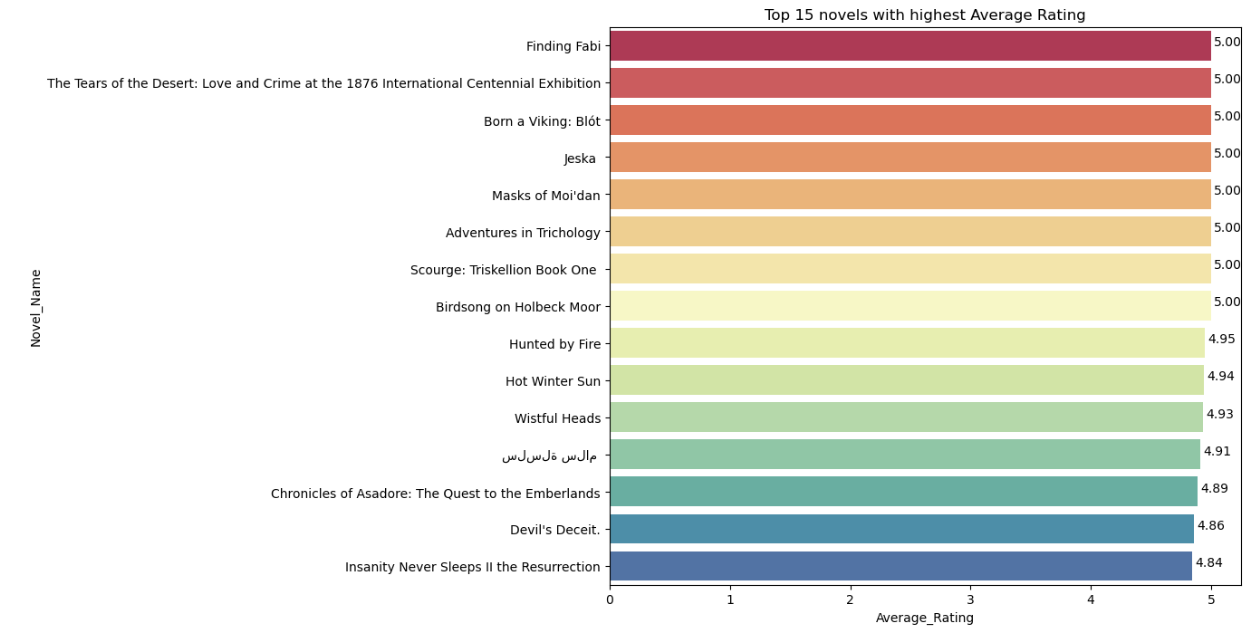 Top 15 novels with highest Average Rating
Finding Fabi 5.00
The Tears of the Desert: Love and Crime at the 1876 International Centennial Exhibition 5.00
Born a Viking: Blót 5.00
Jeska 5.00
Masks of Moi'dan 5.00
Adventures in Trichology 5.00
Scourge: Triskellion Book One 5.00
Birdsong on Holbeck Moor 5.00
Hunted by Fire 4.95
Hot Winter Sun 4.94
Wistful Heads 4.93
مالس ةلسلس 4.91
Chronicles of Asadore: The Quest to the Emberlands 4.89
Devil's Deceit. 4.86
Insanity Never Sleeps II the Resurrection 4.84
Novel_Name
0 1 2 3 4 5
Average_Rating